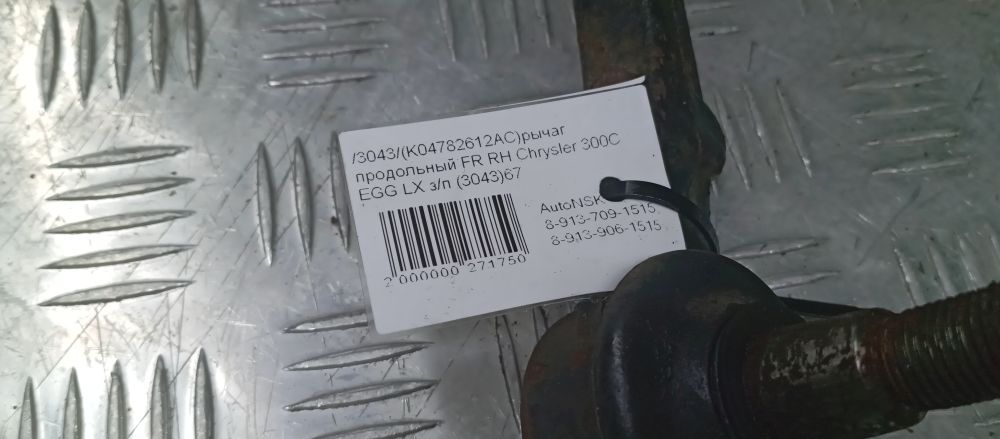 /3043/(K04782612AC)рычаг
продольный FR RH Chrysler 300C
EGG LX з/п (3043)67
AutoNSK
8-913-709-1515,
8-913-906-1515
2 000000 271750